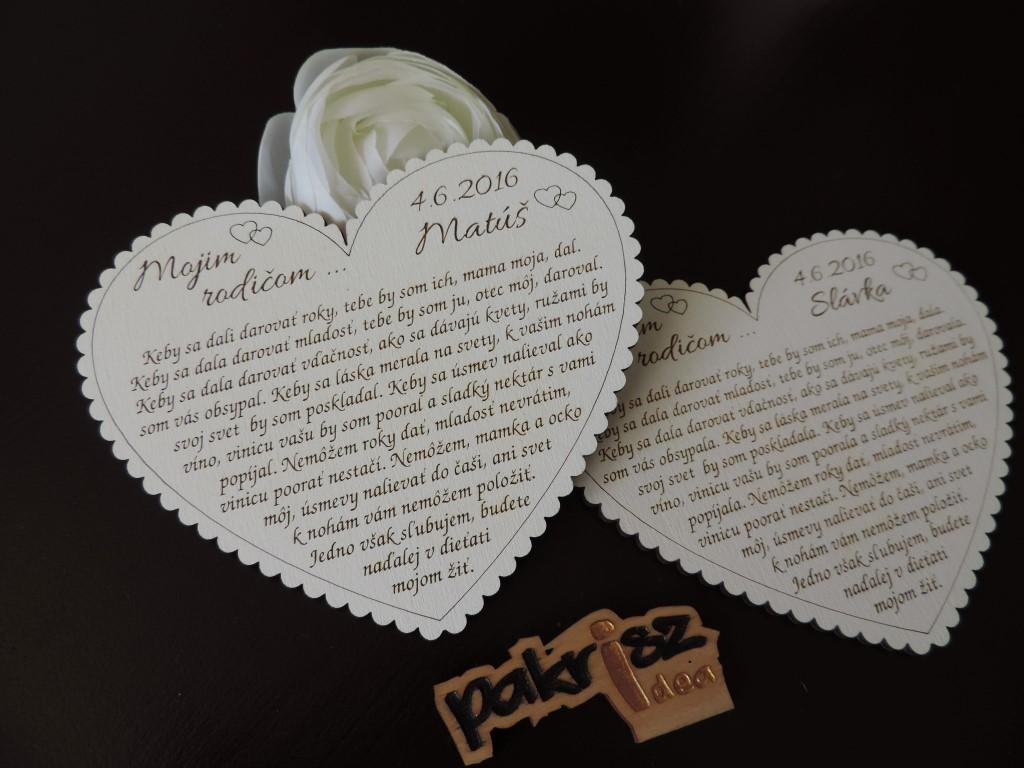 4.6.2016
Matúš
Mojim
rodičom ...
Keby sa dali darovať roky, tebe by som ich, mama moja, dal.
Keby sa dala darovať mladosť, tebe by som ju, otec môj, daroval.
Keby sa dala darovať vďačnosť, ako sa dávajú kvety, ružami by
som vás obsypal. Keby sa láska merala na svety, k vašim nohám
svoj svet by som poskladal. Keby sa úsmev nalieval ako
víno, vinicu vašu by som pooral a sladký nektár s vami
popíjal. Nemôžem roky dať, mladosť nevrátim,
vinicu poorať nestačí. Nemôžem, mamka a ocko
môj, úsmevy nalievať do čaši, ani svet
k nohám vám nemôžem položiť.
Jedno však sľubujem, budete
naďalej v dieťati
mojom žiť.
4.6.2016
Slávka
m
rodičom ...
by sa dali darovať roky, tebe by som ich, mama moja, dala.
eby sa dala darovať mladosť, tebe by som ju, otec môj, darovala.
Keby sa dala darovať vďačnosť, ako sa dávajú kvety, ružami by
som vás obsypala. Keby sa láska merala na svety, k vašim nohám
svoj svet by som poskladala. Keby sa úsmev nalieval ako
víno, vinicu vašu by som poorala a sladký nektár s vami
popíjala. Nemôžem roky dať, mladosť nevrátim,
vinicu poorať nestačí. Nemôžem, mamka a ocko
môj, úsmevy nalievať do čaši, ani svet
k nohám vám nemôžem položiť.
Jedno však sľubujem, budete
naďalej v dieťati
mojom žiť.
pakrisz
idea